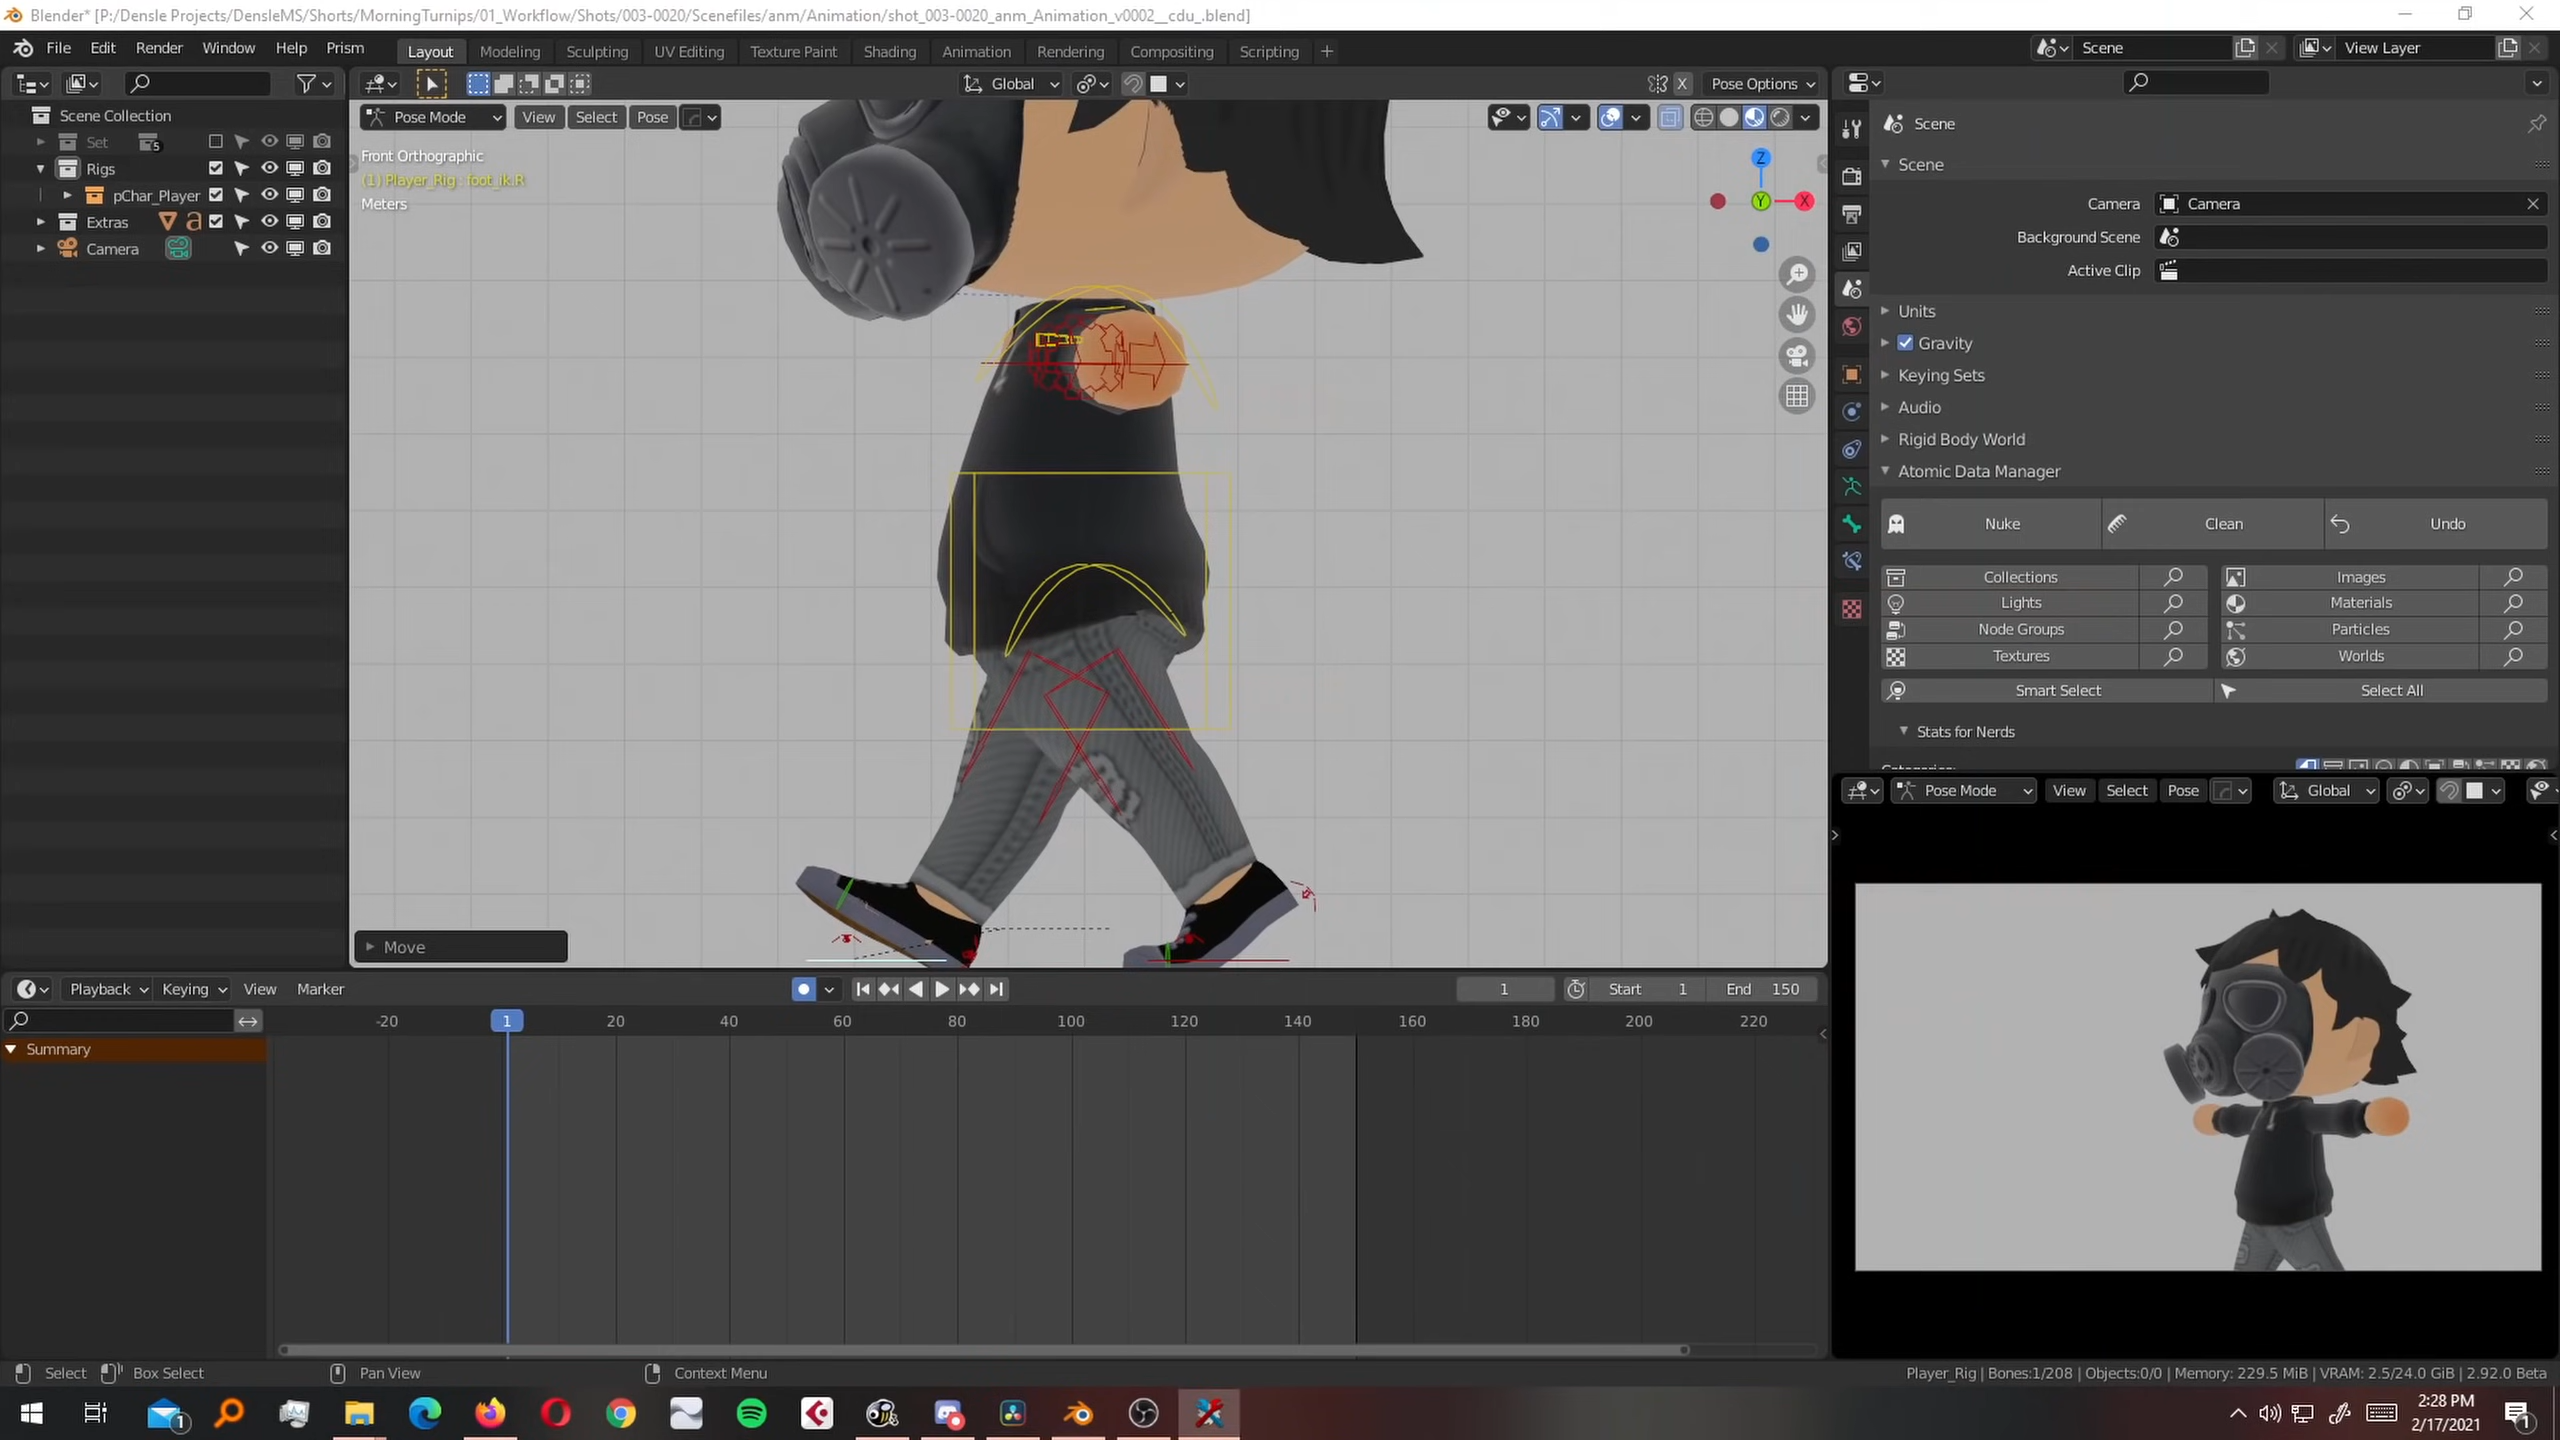 Blender* [P:/Densle Projects/DensleMS/Shorts/MorningTurnips/01_Workflow/Shots/003-0020/Scenefiles/anm/Animation/shot_003-0020_anm_Animation_v0002__cdu_.blend]
File Edit Render Window Help Prism
Layout Modeling Sculpting UV Editing Texture Paint Shading Animation Rendering Compositing Scripting +
Scene View Layer
Global Pose Options
X
Pose Mode View Select Pose
Scene Collection
Set 5
Rigs
pChar_Player
Extras
Camera
Front Orthographic
(1) Player_Rig : foot_ik.R
Meters
Z
Y
X
Move
Scene
Scene
Camera Camera
Background Scene
Active Clip
Units
Gravity
Keying Sets
Audio
Rigid Body World
Atomic Data Manager
Nuke Clean Undo
Collections Images
Lights Materials
Node Groups Particles
Textures Worlds
Smart Select Select All
Stats for Nerds
Pose Mode View Select Pose Global
Playback Keying View Marker
1 Start 1 End 150
-20 1 20 40 60 80 100 120 140 160 180 200 220
Summary
Select Box Select Pan View Context Menu
Player_Rig | Bones:1/208 | Objects:0/0 | Memory: 229.5 MiB | VRAM: 2.5/24.0 GiB | 2.92.0 Beta
1
2:28 PM
2/17/2021
1